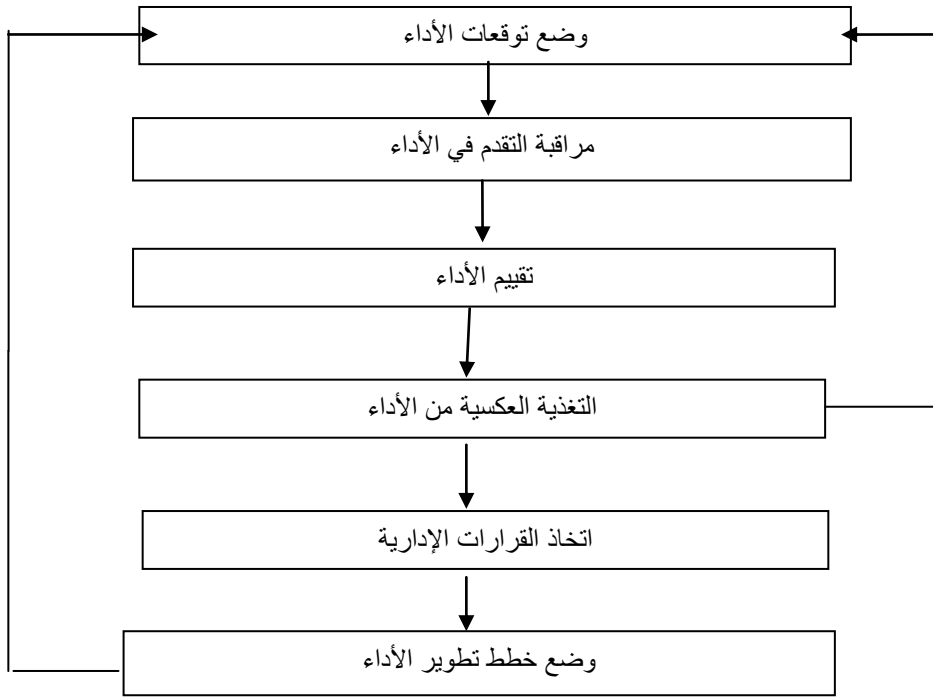 وضع توقعات الأداء
مراقبة التقدم في الأداء
تقييم الأداء
التغذية العكسية من الأداء
اتخاذ القرارات الإدارية
وضع خطط تطوير الأداء